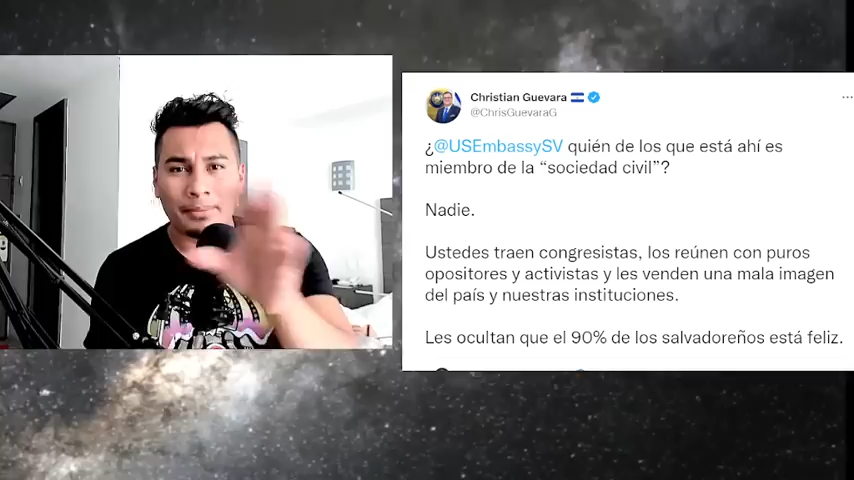 Christian Guevara
@ChrisGuevaraG
¿@USEmbassySV quién de los que está ahí es
miembro de la “sociedad civil”?
Nadie.
Ustedes traen congresistas, los reúnen con puros
opositores y activistas y les venden una mala imagen
del país y nuestras instituciones.
Les ocultan que el 90% de los salvadoreños está feliz.